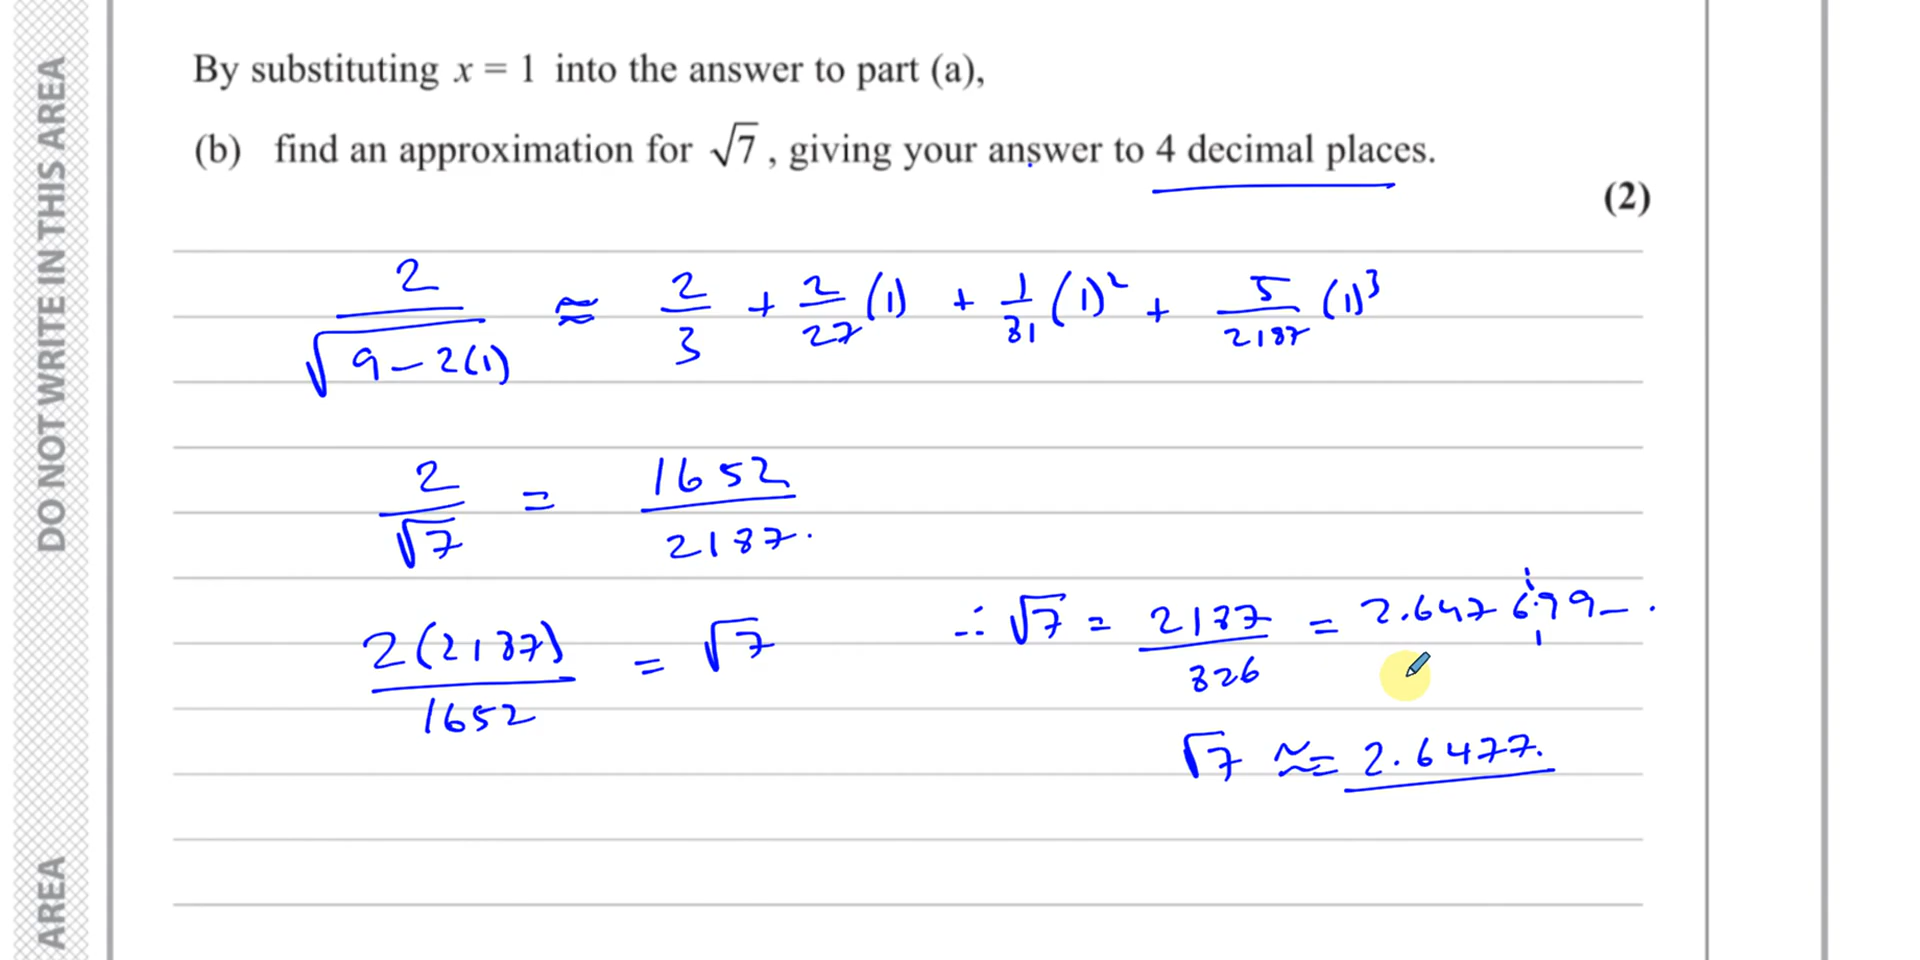 DO NOT WRITE IN THIS AREA
AREA
By substituting x = 1 into the answer to part (a),
(b) find an approximation for √7, giving your answer to 4 decimal places.
(2)
2/√(9 − 2(1)) ≈ 2/3 + 2/27 (1) + 1/81 (1)² + 5/2187 (1)³
2/√7 = 1652/2187.
2(2187)/1652 = √7
∴ √7 = 2187/826 = 2.647699...
√7 ≈ 2.6477.